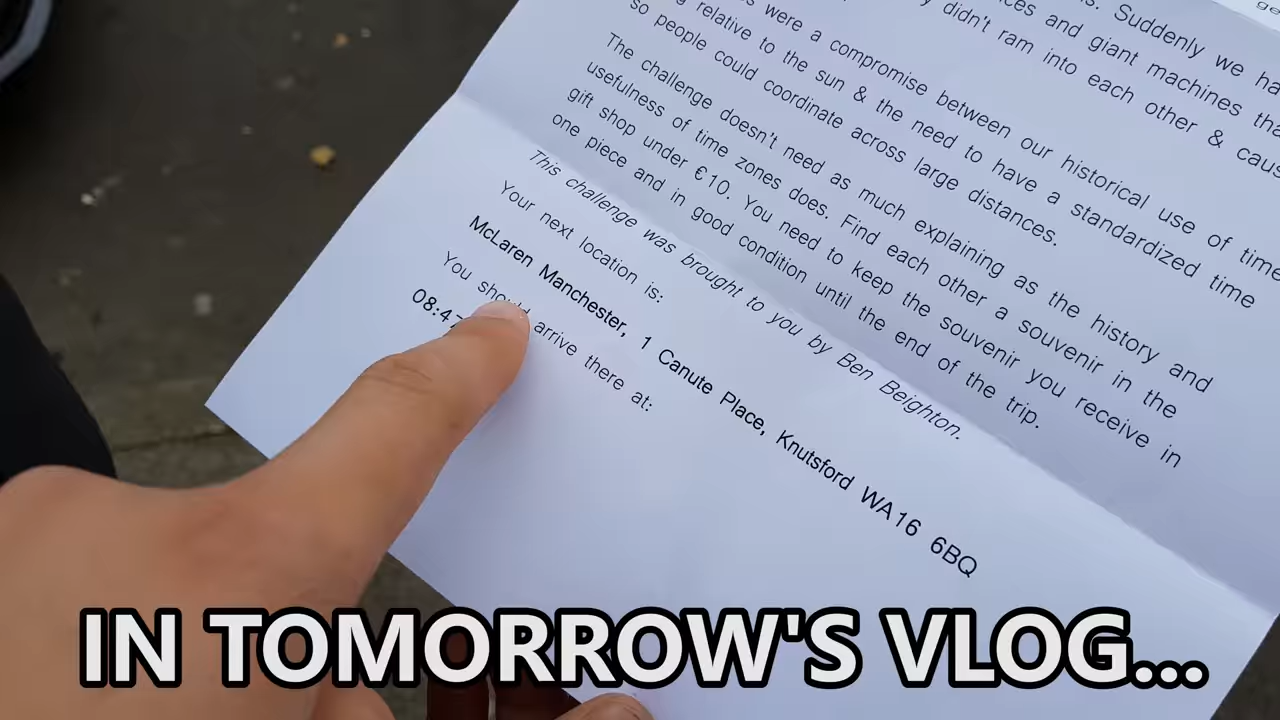 Suddenly we
and giant machines
didn't ram into each other &
were a compromise between our historical use of time
relative to the sun & the need to have a standardized time
so people could coordinate across large distances.
The challenge doesn't need as much explaining as the history and
usefulness of time zones does. Find each other a souvenir in the
gift shop under €10. You need to keep the souvenir you receive in
one piece and in good condition until the end of the trip.
This challenge was brought to you by Ben Beighton.
Your next location is:
McLaren Manchester, 1 Canute Place, Knutsford WA16 6BQ
You should arrive there at:
08:47
IN TOMORROW'S VLOG...